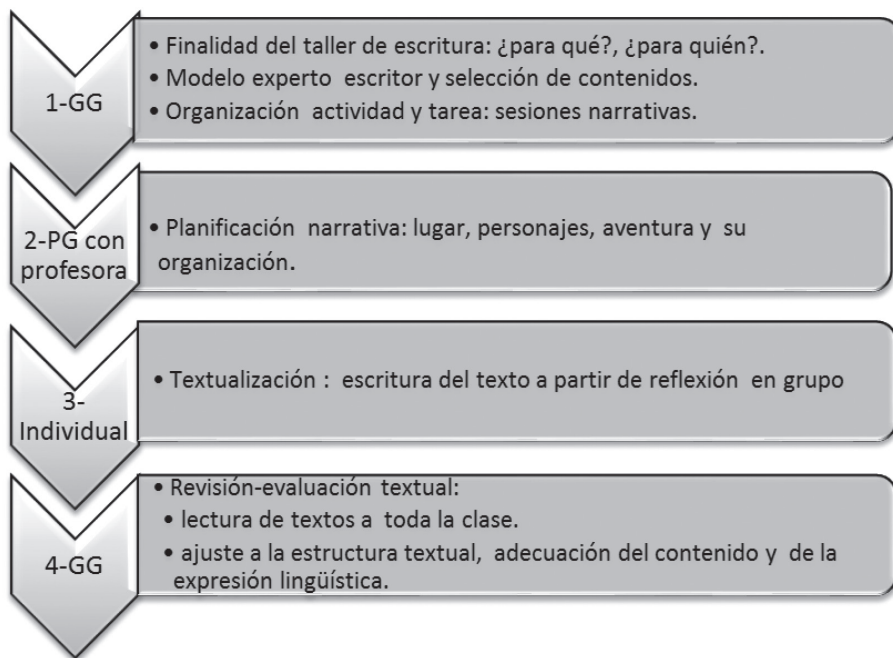 1-GG
• Finalidad del taller de escritura: ¿para qué?, ¿para quién?.
• Modelo experto escritor y selección de contenidos.
• Organización actividad y tarea: sesiones narrativas.
2-PG con
profesora
• Planificación narrativa: lugar, personajes, aventura y su
organización.
3-
Individual
• Textualización : escritura del texto a partir de reflexión en grupo
4-GG
• Revisión-evaluación textual:
• lectura de textos a toda la clase.
• ajuste a la estructura textual, adecuación del contenido y de la
expresión lingüística.